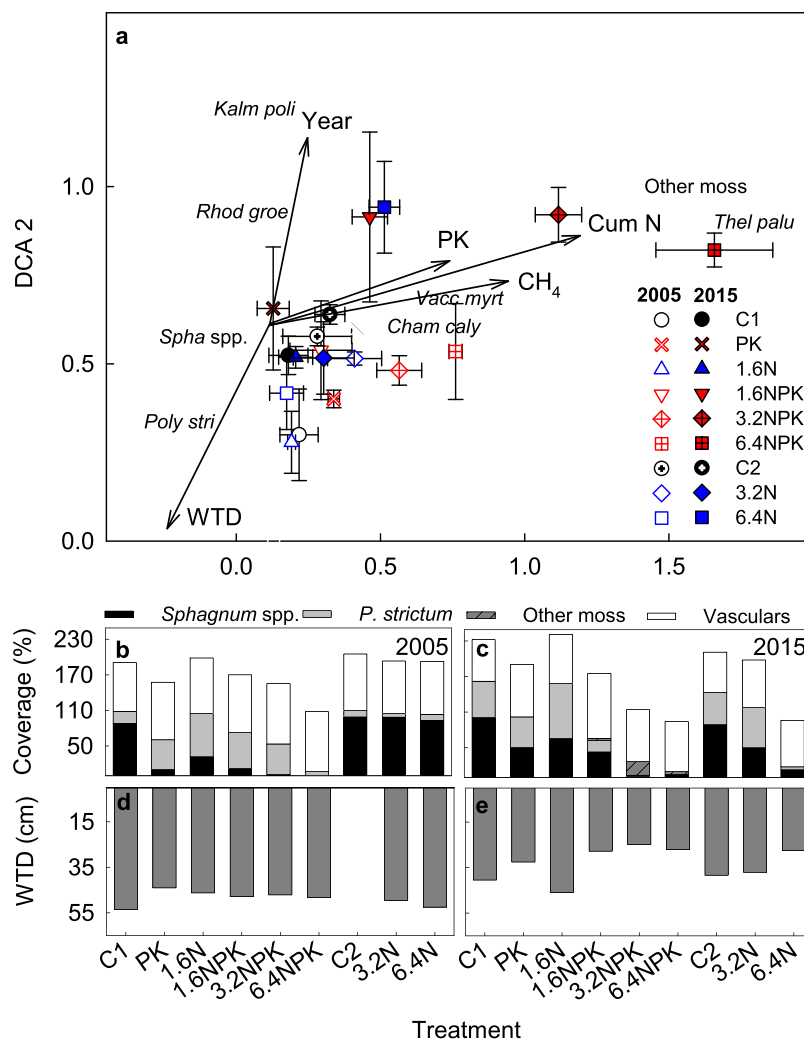 a
Kalm poli
Year
Rhod groe
1.0
Other moss
Cum N
Thel palu
PK
CH4
Vacc myrt
Cham caly
Spha spp.
0.5
Poly stri
WTD
0.0
DCA 2
2005 2015
C1
PK
1.6N
1.6NPK
3.2NPK
6.4NPK
C2
3.2N
6.4N
0.0 0.5 1.0 1.5
Sphagnum spp. P. strictum Other moss Vasculars
b 2005 c 2015
Coverage (%)
230
170
110
50
d e
WTD (cm)
15 15
35 35
55 55
C1 PK 1.6N 1.6NPK 3.2NPK 6.4NPK C2 3.2N 6.4N C1 PK 1.6N 1.6NPK 3.2NPK 6.4NPK C2 3.2N 6.4N
Treatment